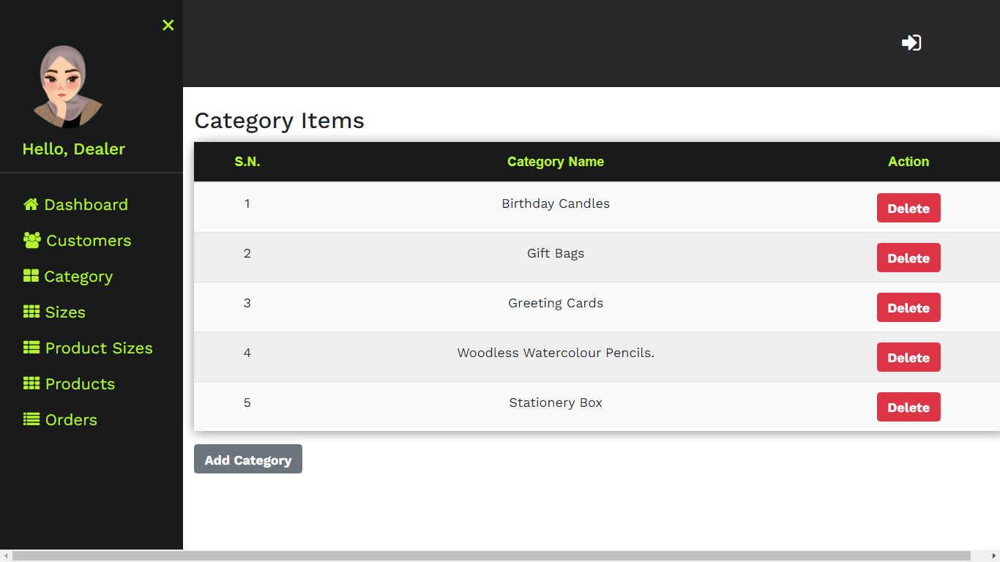 Hello, Dealer
Dashboard
Customers
Category
Sizes
Product Sizes
Products
Orders
Category Items
S.N. Category Name Action
1 Birthday Candles Delete
2 Gift Bags Delete
3 Greeting Cards Delete
4 Woodless Watercolour Pencils. Delete
5 Stationery Box Delete
Add Category